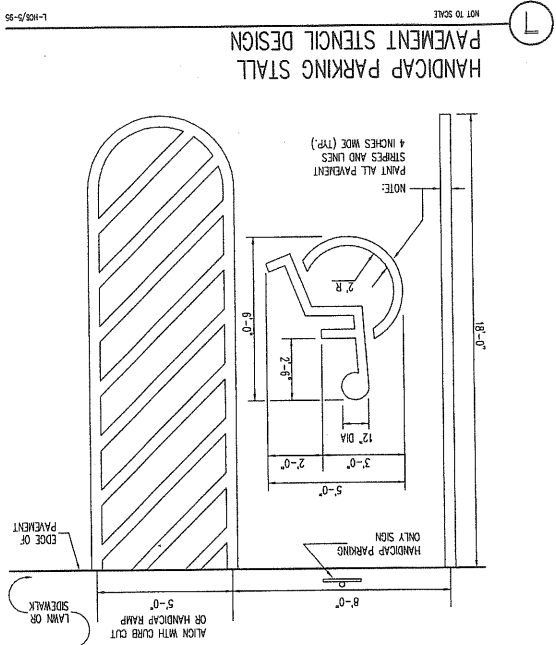 ALIGN WITH CURB CUT
OR HANDICAP RAMP
LAWN OR
SIDEWALK
8'-0"
5'-0"
HANDICAP PARKING
ONLY SIGN
EDGE OF
PAVEMENT
5'-0"
3'-0"
2'-0"
12" DIA
2'-6"
6'-0"
18'-0"
2' R
NOTE:
PAINT ALL PAVEMENT
STRIPES AND LINES
4 INCHES WIDE (TYP.)
L
HANDICAP PARKING STALL
PAVEMENT STENCIL DESIGN
NOT TO SCALE
L-HCB/5-95